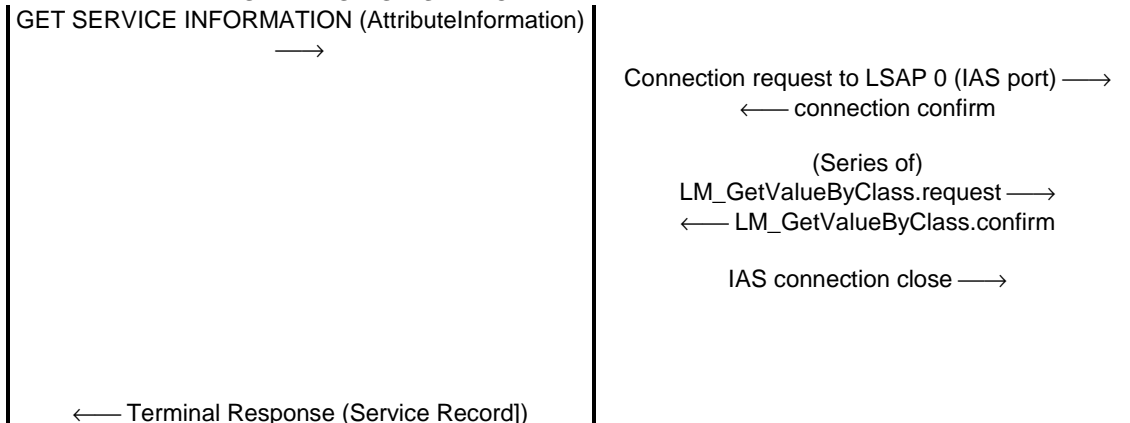 GET SERVICE INFORMATION (AttributeInformation)
⟶
Connection request to LSAP 0 (IAS port) ⟶
⟵ connection confirm
(Series of)
LM_GetValueByClass.request ⟶
⟵ LM_GetValueByClass.confirm
IAS connection close ⟶
⟵ Terminal Response (Service Record])